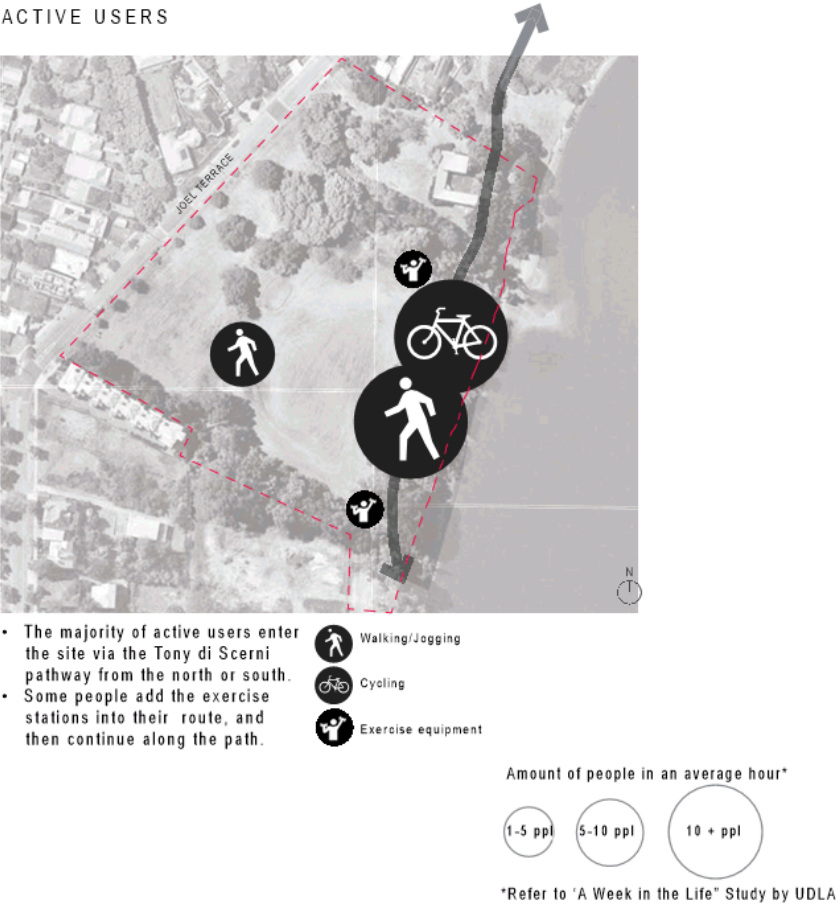 ACTIVE USERS
JOEL TERRACE
N
• The majority of active users enter
the site via the Tony di Scerni
pathway from the north or south.
• Some people add the exercise
stations into their route, and
then continue along the path.
Walking/Jogging
Cycling
Exercise equipment
Amount of people in an average hour*
1-5 ppl
5-10 ppl
10 + ppl
*Refer to 'A Week in the Life" Study by UDLA